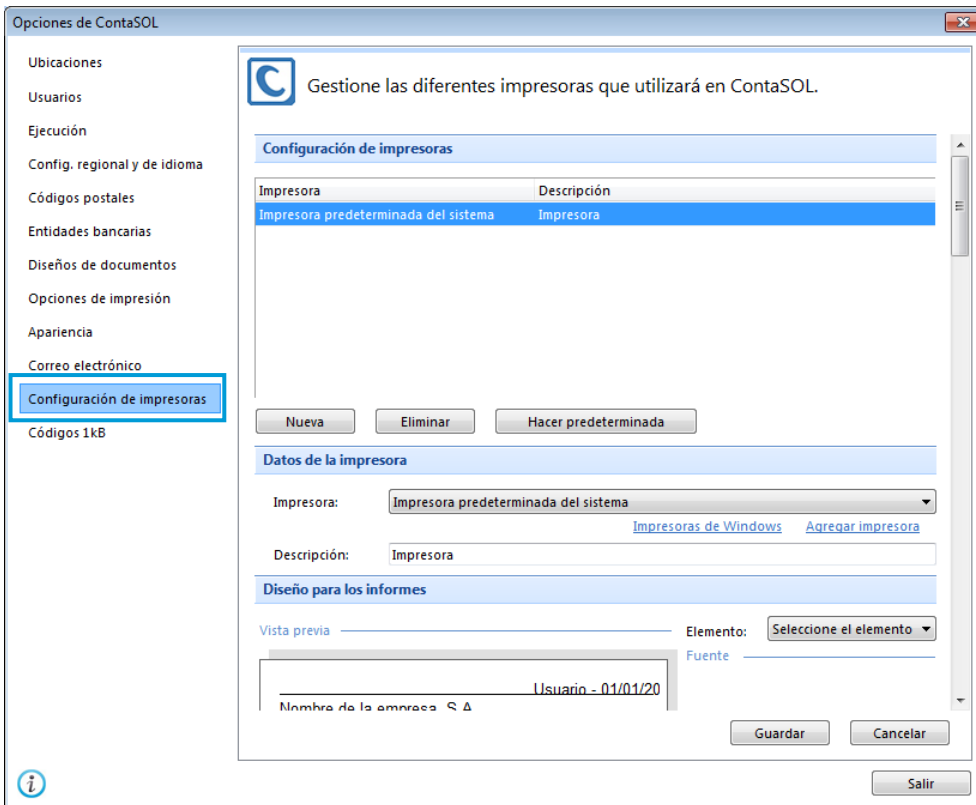 Opciones de ContaSOL
Ubicaciones
Usuarios
Ejecución
Config. regional y de idioma
Códigos postales
Entidades bancarias
Diseños de documentos
Opciones de impresión
Apariencia
Correo electrónico
Configuración de impresoras
Códigos 1kB
Gestione las diferentes impresoras que utilizará en ContaSOL.
Configuración de impresoras
Impresora Descripción
Impresora predeterminada del sistema Impresora
Nueva Eliminar Hacer predeterminada
Datos de la impresora
Impresora: Impresora predeterminada del sistema
Impresoras de Windows Agregar impresora
Descripción: Impresora
Diseño para los informes
Vista previa
Elemento: Seleccione el elemento
Fuente
Usuario - 01/01/20
Nombre de la empresa, S.A.
Guardar Cancelar
Salir